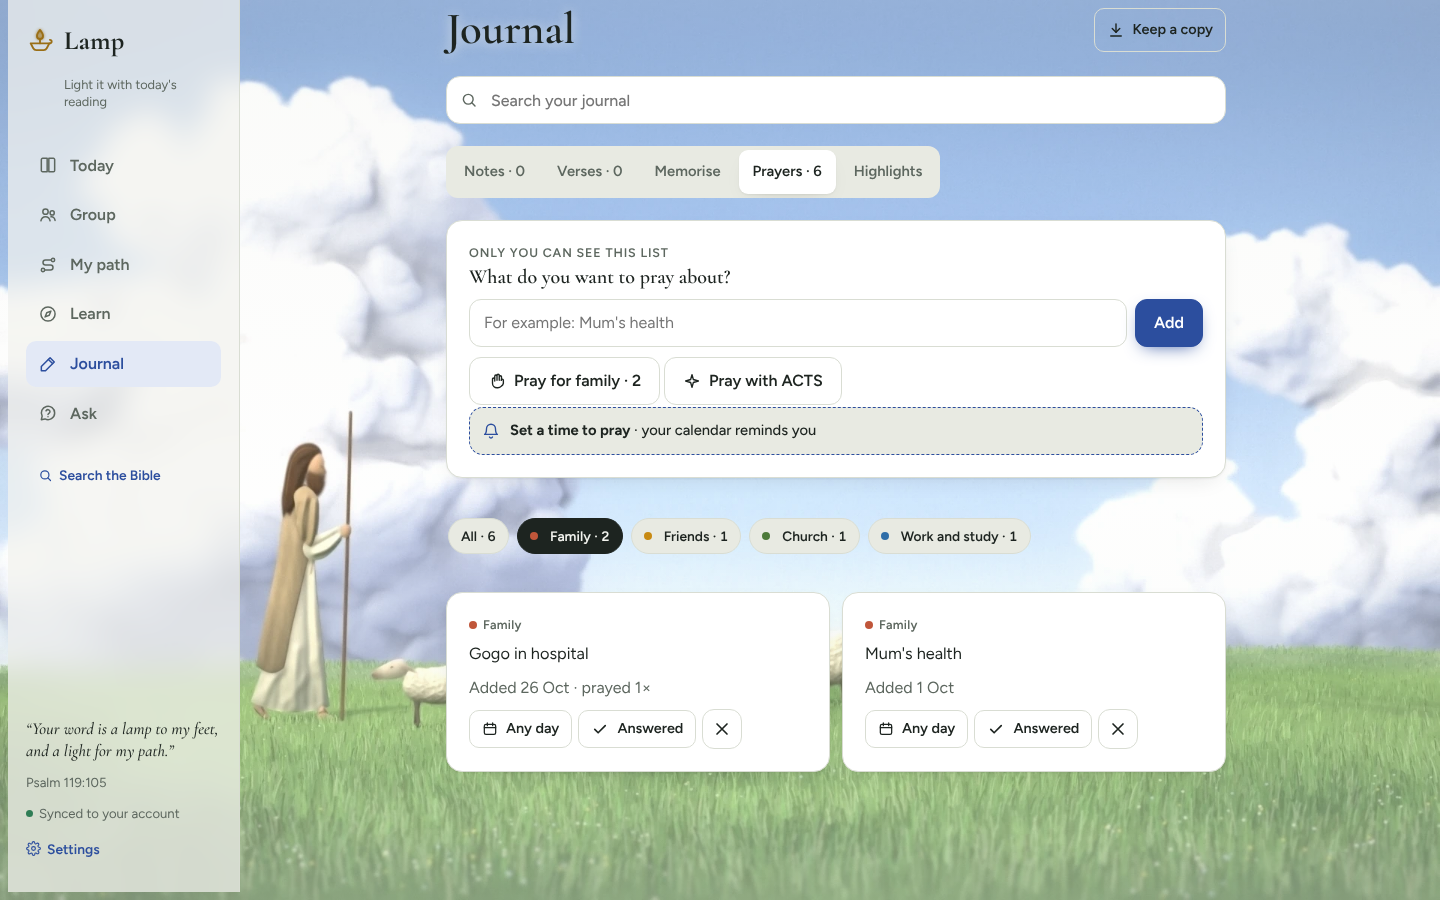 Lamp
Light it with today's
reading
Today
Group
My path
Learn
Journal
Ask
Search the Bible
“Your word is a lamp to my feet,
and a light for my path.”
Psalm 119:105
Synced to your account
Settings
Journal
Keep a copy
Search your journal
Notes · 0 Verses · 0 Memorise Prayers · 6 Highlights
ONLY YOU CAN SEE THIS LIST
What do you want to pray about?
For example: Mum's health
Add
Pray for family · 2 Pray with ACTS
Set a time to pray · your calendar reminds you
All · 6 Family · 2 Friends · 1 Church · 1 Work and study · 1
Family
Gogo in hospital
Added 26 Oct · prayed 1×
Any day Answered
Family
Mum's health
Added 1 Oct
Any day Answered